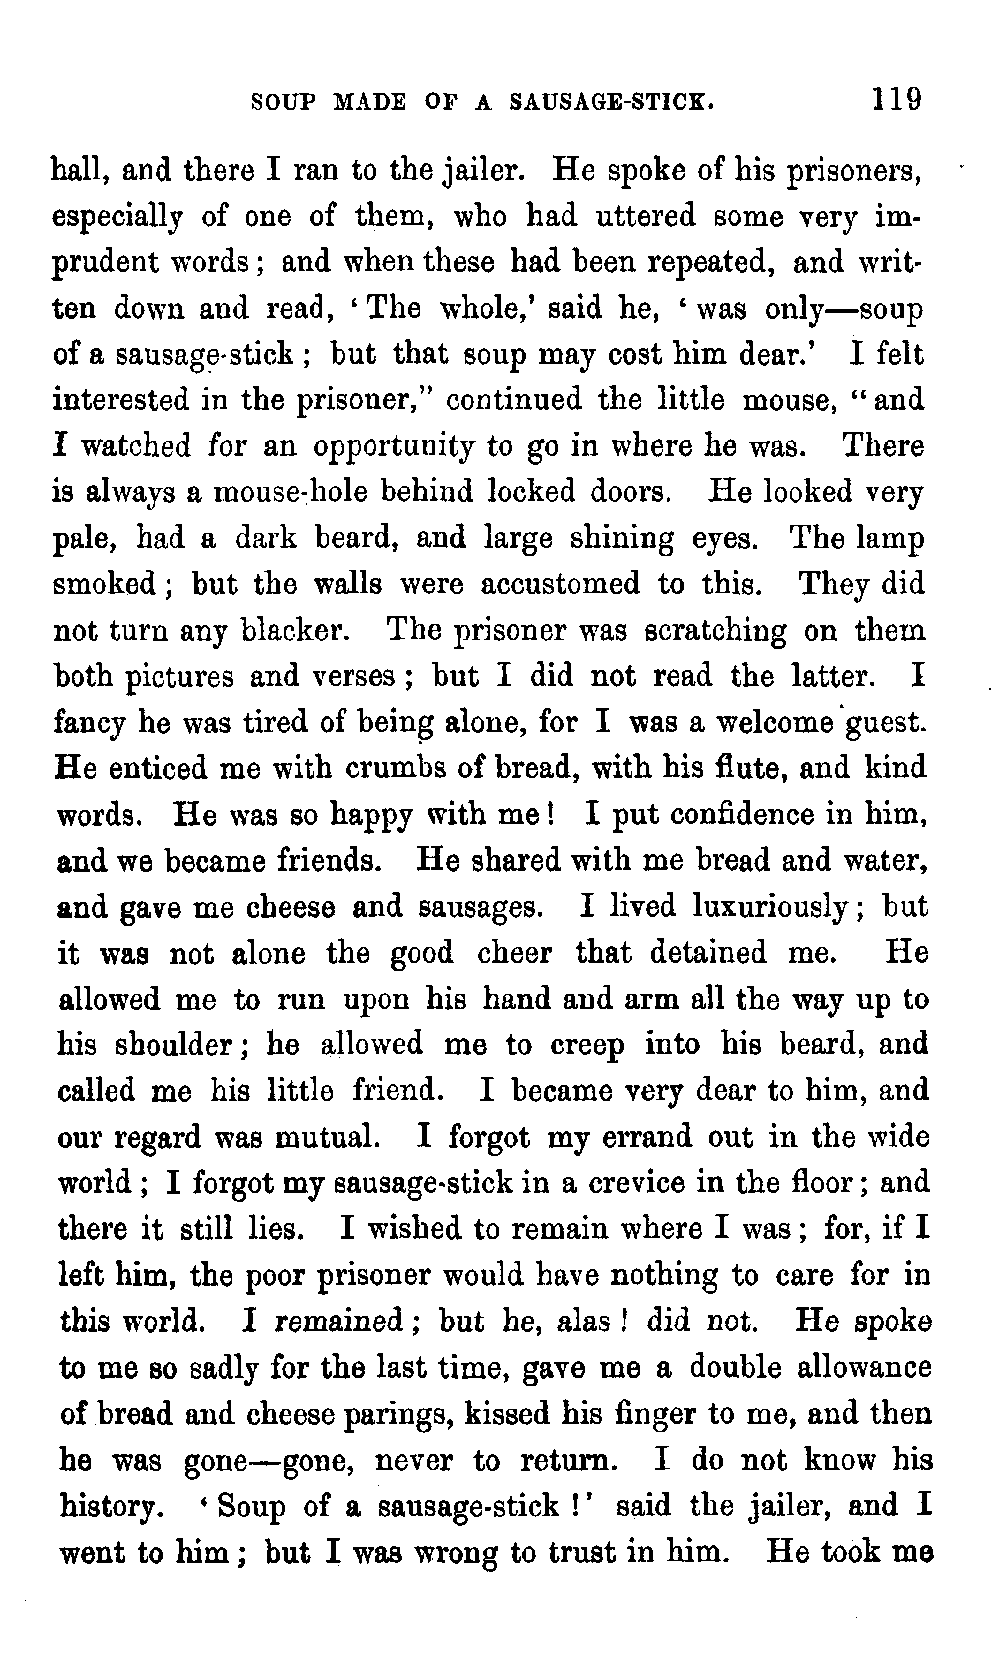 SOUP MADE OF A SAUSAGE-STICK. 119
hall, and there I ran to the jailer. He spoke of his prisoners,
especially of one of them, who had uttered some very im-
prudent words; and when these had been repeated, and writ-
ten down and read, ‘The whole,’ said he, ‘was only—soup
of a sausage-stick; but that soup may cost him dear.’ I felt
interested in the prisoner,” continued the little mouse, “and
I watched for an opportunity to go in where he was. There
is always a mouse-hole behind locked doors. He looked very
pale, had a dark beard, and large shining eyes. The lamp
smoked; but the walls were accustomed to this. They did
not turn any blacker. The prisoner was scratching on them
both pictures and verses; but I did not read the latter. I
fancy he was tired of being alone, for I was a welcome guest.
He enticed me with crumbs of bread, with his flute, and kind
words. He was so happy with me! I put confidence in him,
and we became friends. He shared with me bread and water,
and gave me cheese and sausages. I lived luxuriously; but
it was not alone the good cheer that detained me. He
allowed me to run upon his hand and arm all the way up to
his shoulder; he allowed me to creep into his beard, and
called me his little friend. I became very dear to him, and
our regard was mutual. I forgot my errand out in the wide
world; I forgot my sausage-stick in a crevice in the floor; and
there it still lies. I wished to remain where I was; for, if I
left him, the poor prisoner would have nothing to care for in
this world. I remained; but he, alas! did not. He spoke
to me so sadly for the last time, gave me a double allowance
of bread and cheese parings, kissed his finger to me, and then
he was gone—gone, never to return. I do not know his
history. ‘Soup of a sausage-stick!’ said the jailer, and I
went to him; but I was wrong to trust in him. He took me